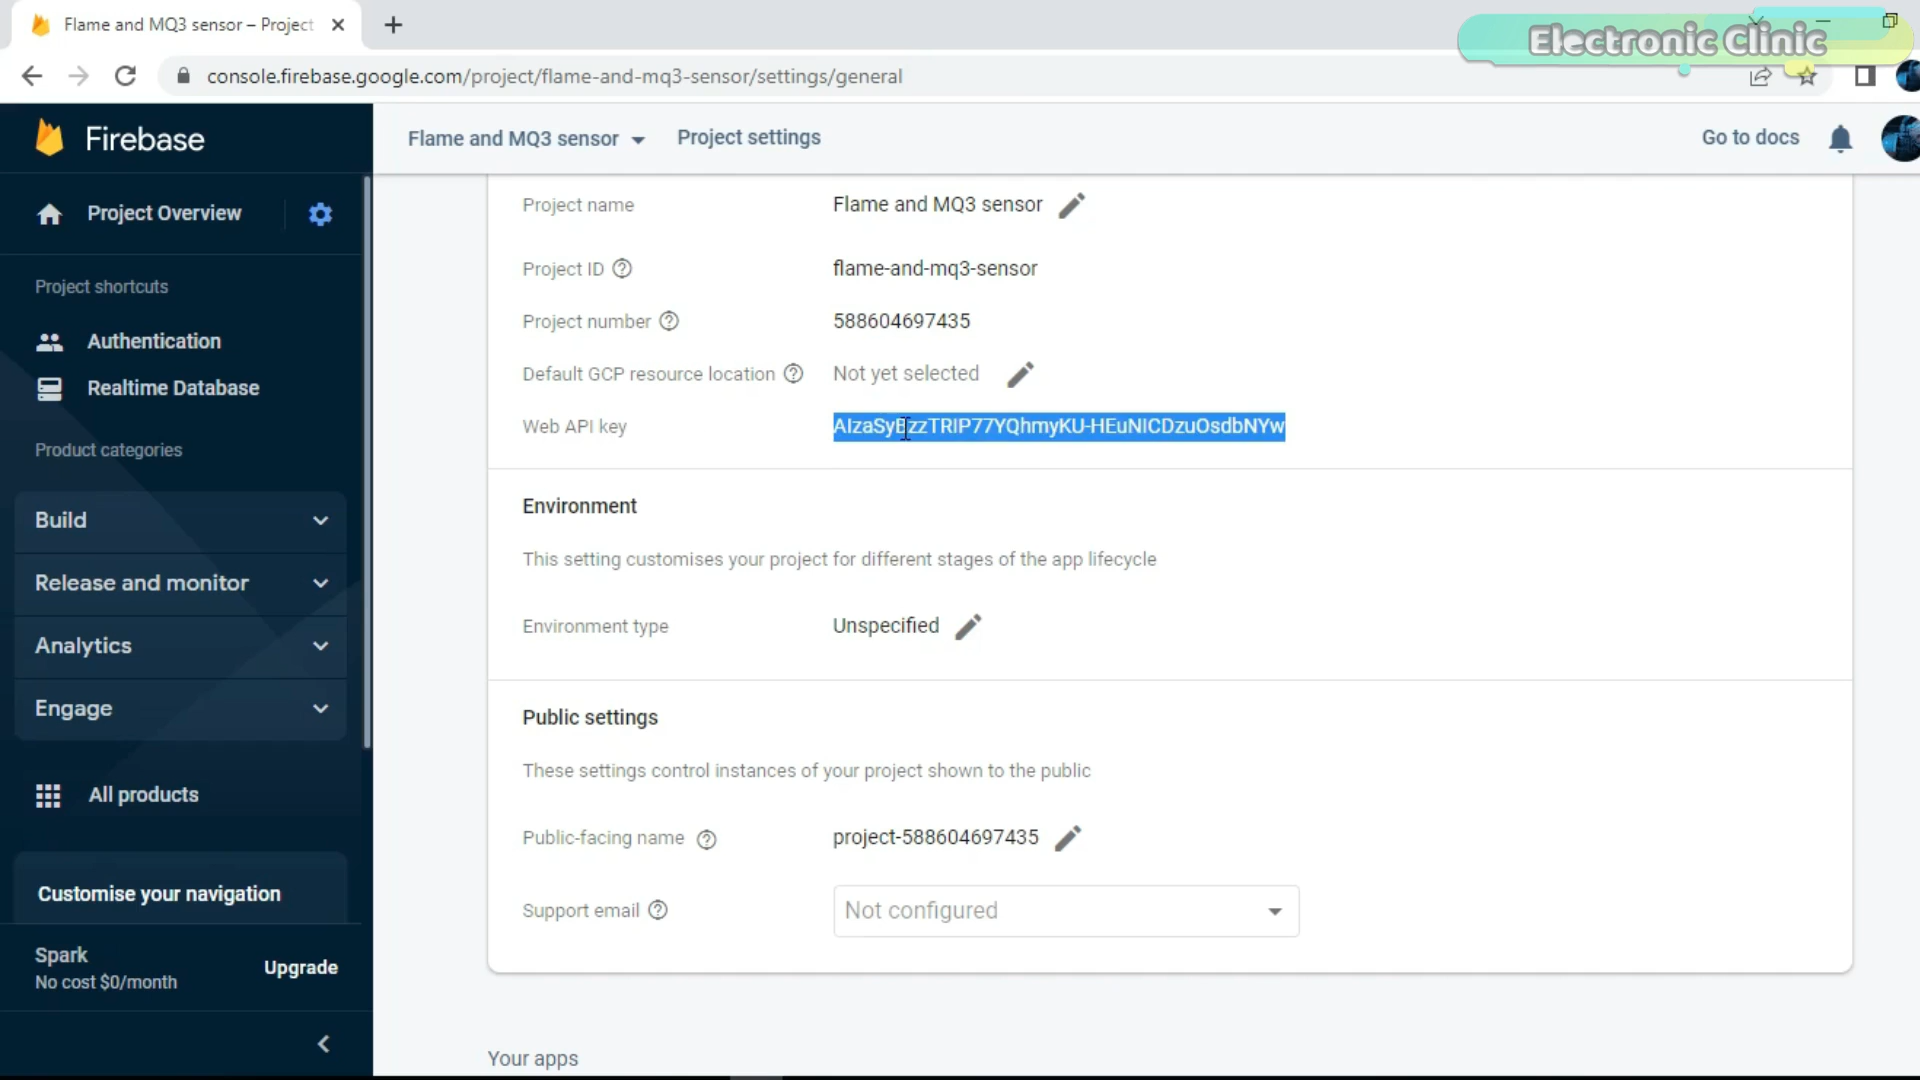 Flame and MQ3 sensor – Project
Electronic Clinic
console.firebase.google.com/project/flame-and-mq3-sensor/settings/general
Firebase
Flame and MQ3 sensor
Project settings
Go to docs
Project Overview
Project shortcuts
Authentication
Realtime Database
Product categories
Build
Release and monitor
Analytics
Engage
All products
Customise your navigation
Spark
No cost $0/month
Upgrade
Project name Flame and MQ3 sensor
Project ID flame-and-mq3-sensor
Project number 588604697435
Default GCP resource location Not yet selected
Web API key
Environment
This setting customises your project for different stages of the app lifecycle
Environment type Unspecified
Public settings
These settings control instances of your project shown to the public
Public-facing name project-588604697435
Support email Not configured
Your apps